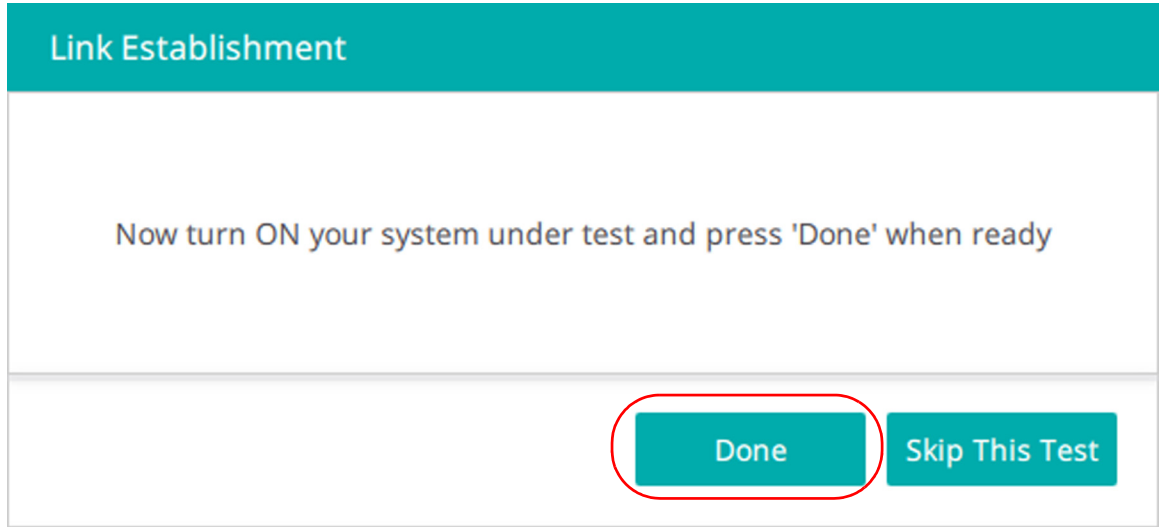 Link Establishment
Now turn ON your system under test and press 'Done' when ready
Done
Skip This Test